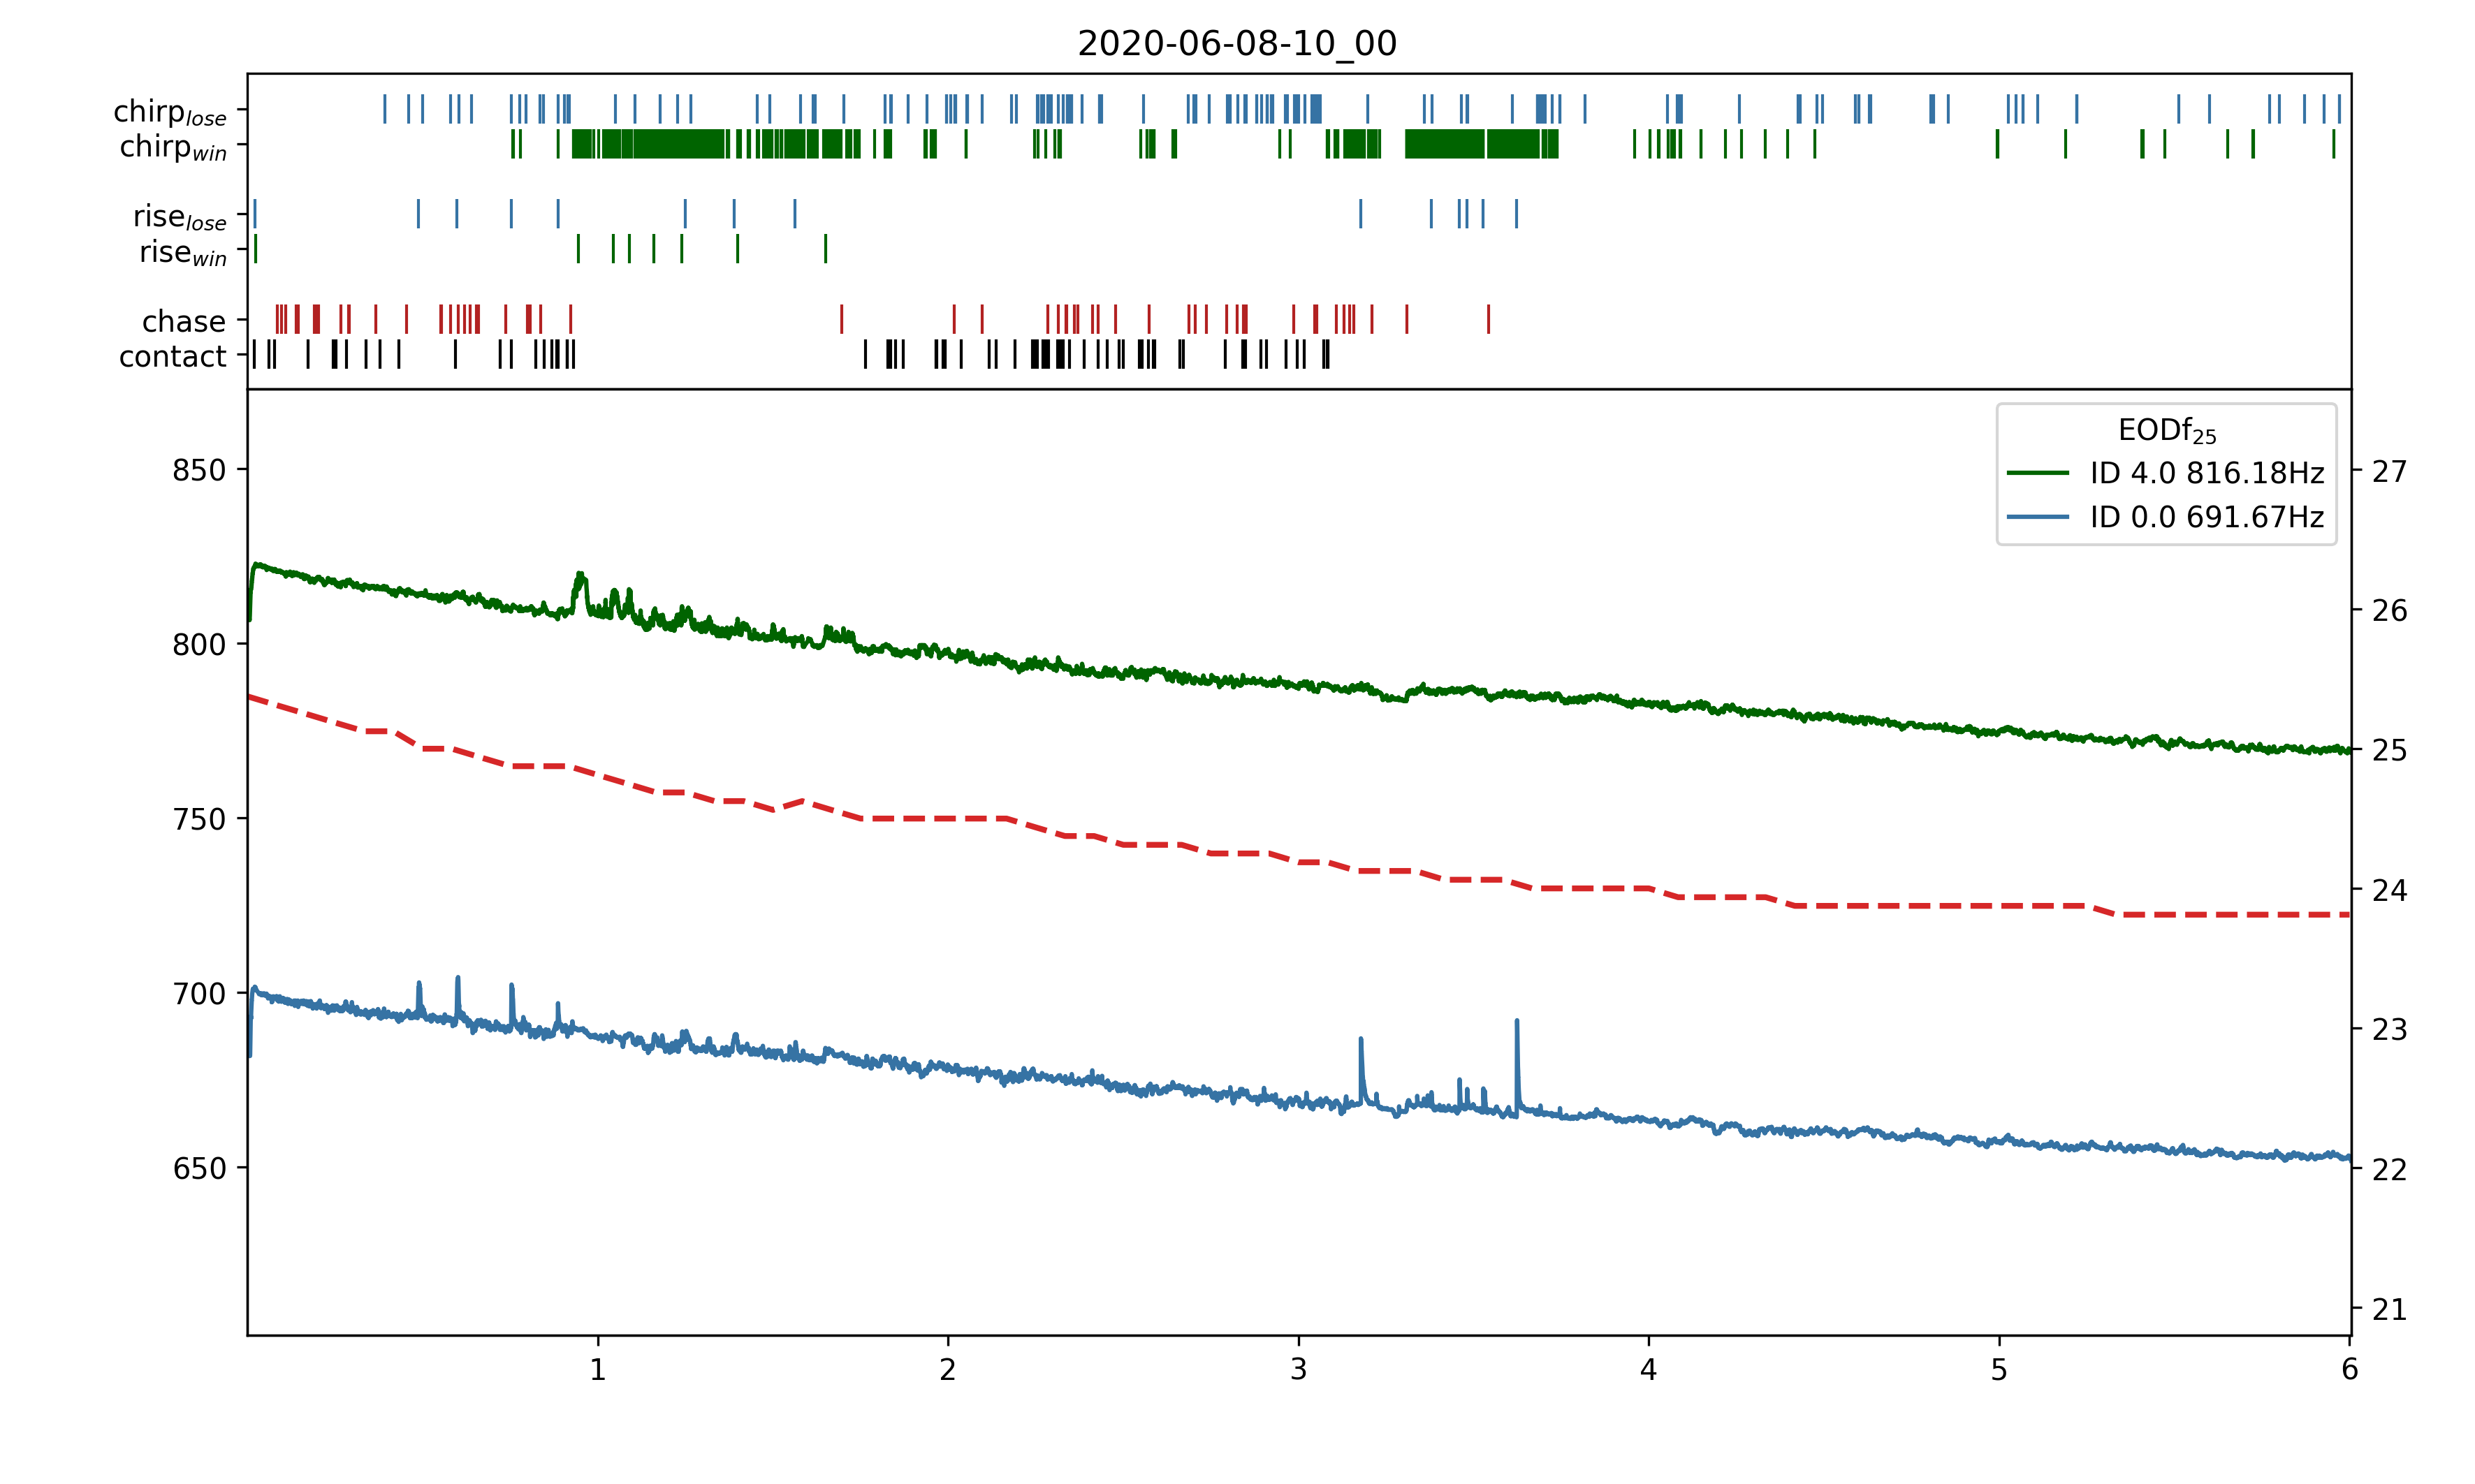 2020-06-08-10_00
chirp_lose
chirp_win
rise_lose
rise_win
chase
contact
EODf_25
ID 4.0 816.18Hz
ID 0.0 691.67Hz
850
800
750
700
650
27
26
25
24
23
22
21
1 2 3 4 5 6